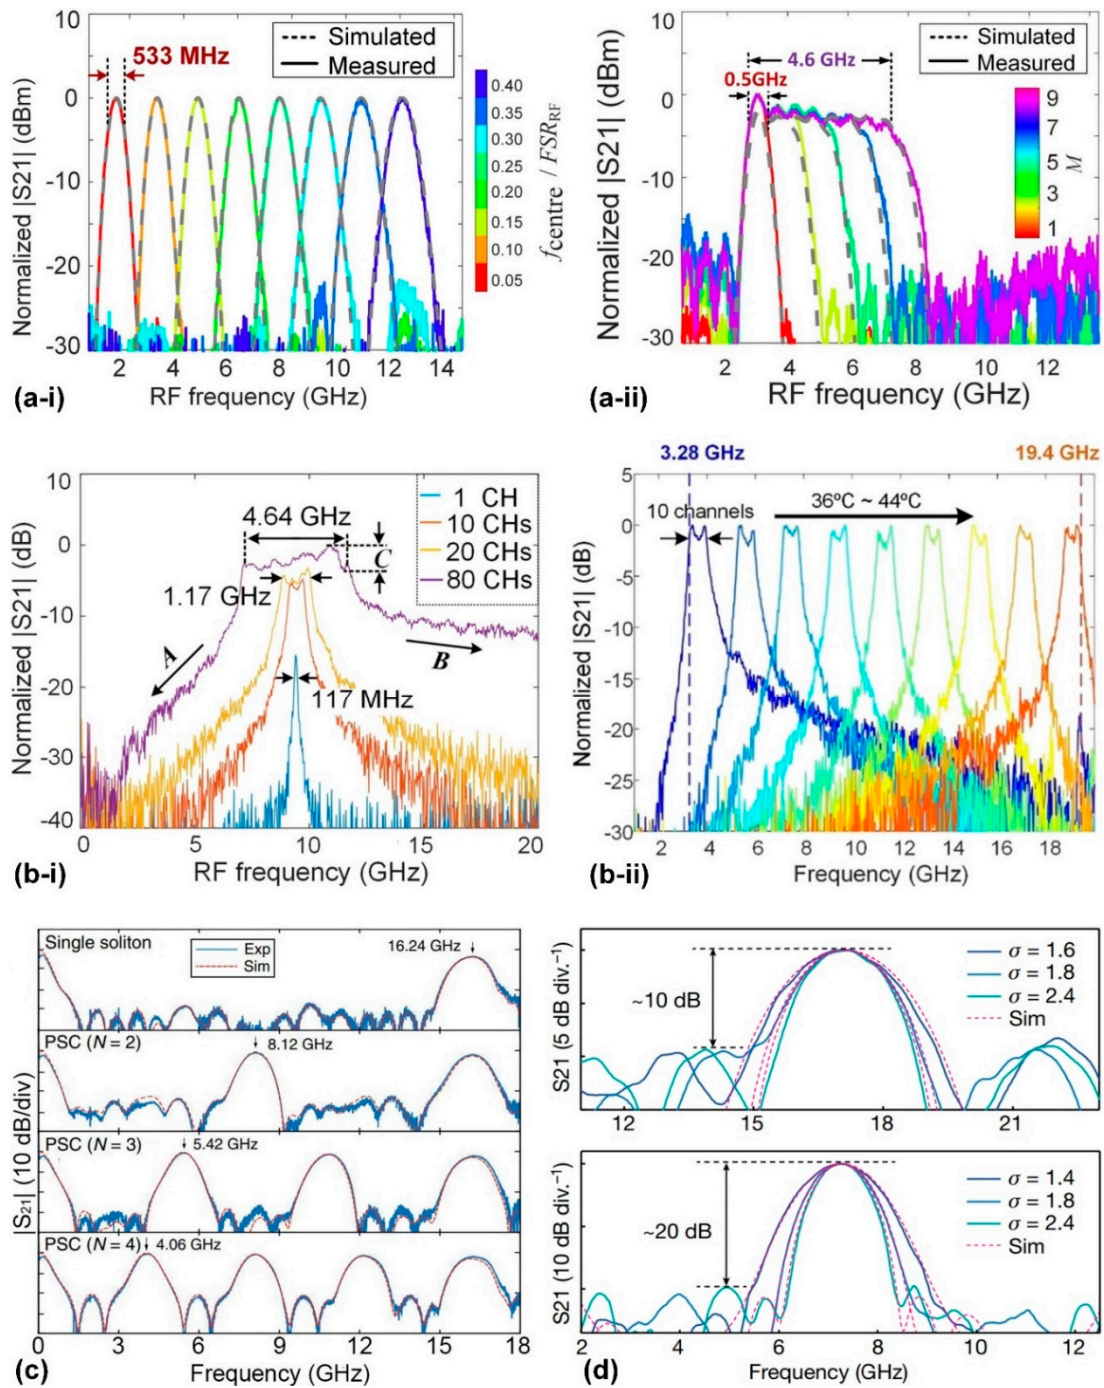 Normalized |S21| (dBm)
10
0
-10
-20
-30
Simulated
Measured
533 MHz
0.40
0.35
0.30
0.25
0.20
0.15
0.10
0.05
fcentre / FSRRF
2 4 6 8 10 12 14
RF frequency (GHz)
(a-i)
Normalized |S21| (dBm)
10
0
-10
-20
-30
Simulated
Measured
4.6 GHz
0.5GHz
9
7
5
3
1
M
2 4 6 8 10 12
RF frequency (GHz)
(a-ii)
Normalized |S21| (dB)
10
0
-10
-20
-30
-40
1 CH
10 CHs
20 CHs
80 CHs
4.64 GHz
C
1.17 GHz
A
B
117 MHz
0 5 10 15 20
RF frequency (GHz)
(b-i)
3.28 GHz 19.4 GHz
Normalized |S21| (dB)
5
0
-5
-10
-15
-20
-25
-30
36ºC ~ 44ºC
10 channels
2 4 6 8 10 12 14 16 18
Frequency (GHz)
(b-ii)
|S21| (10 dB/div)
Single soliton
Exp
Sim
16.24 GHz
PSC (N = 2)
8.12 GHz
PSC (N = 3)
5.42 GHz
PSC (N = 4)
4.06 GHz
0 3 6 9 12 15 18
Frequency (GHz)
(c)
S21 (5 dB div.⁻¹)
~10 dB
σ = 1.6
σ = 1.8
σ = 2.4
Sim
12 15 18 21
S21 (10 dB div.⁻¹)
~20 dB
σ = 1.4
σ = 1.8
σ = 2.4
Sim
2 4 6 8 10 12
Frequency (GHz)
(d)